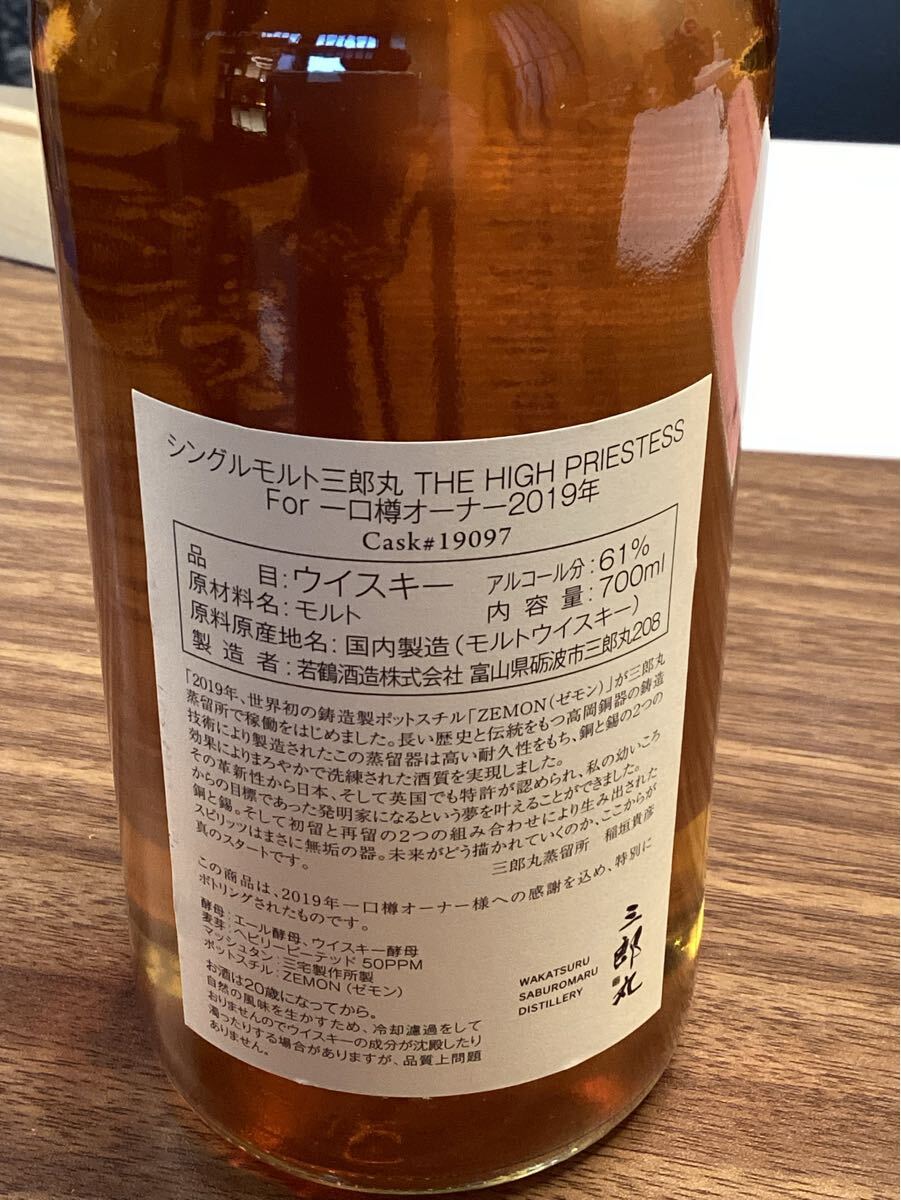 シングルモルト三郎丸 THE HIGH PRIESTESS
For 一口樽オーナー2019年
Cask#19097
品 目：ウイスキー アルコール分：61%
原材料名：モルト 内 容 量：700ml
原料原産地名：国内製造（モルトウイスキー）
製 造 者：若鶴酒造株式会社 富山県砺波市三郎丸208
「2019年、世界初の鋳造製ポットスチル「ZEMON（ゼモン）」が三郎丸
蒸留所で稼働をはじめました。長い歴史と伝統をもつ高岡銅器の鋳造
技術により製造されたこの蒸留器は高い耐久性をもち、銅と錫の2つの
効果によりまろやかで洗練された酒質を実現しました。
その革新性から日本、そして英国でも特許が認められ、私の幼いころ
からの目標であった発明家になるという夢を叶えることができました。
銅と錫。そして初留と再留の2つの組み合わせにより生み出された
スピリッツはまさに無垢の器。未来がどう描かれていくのか、ここからが
真のスタートです。
三郎丸蒸留所 稲垣貴彦
この商品は、2019年一口樽オーナー様への感謝を込め、特別に
ボトリングされたものです。
酵母：エール酵母、ウイスキー酵母
麦芽：ヘビリーピーテッド 50PPM
マッシュタン：三宅製作所製
ポットスチル：ZEMON（ゼモン）
お酒は20歳になってから。
自然の風味を生かすため、冷却濾過をして
おりませんのでウイスキーの成分が沈殿したり
濁ったりする場合がありますが、品質上問題
ありません。
WAKATSURU
SABUROMARU
DISTILLERY
三郎丸